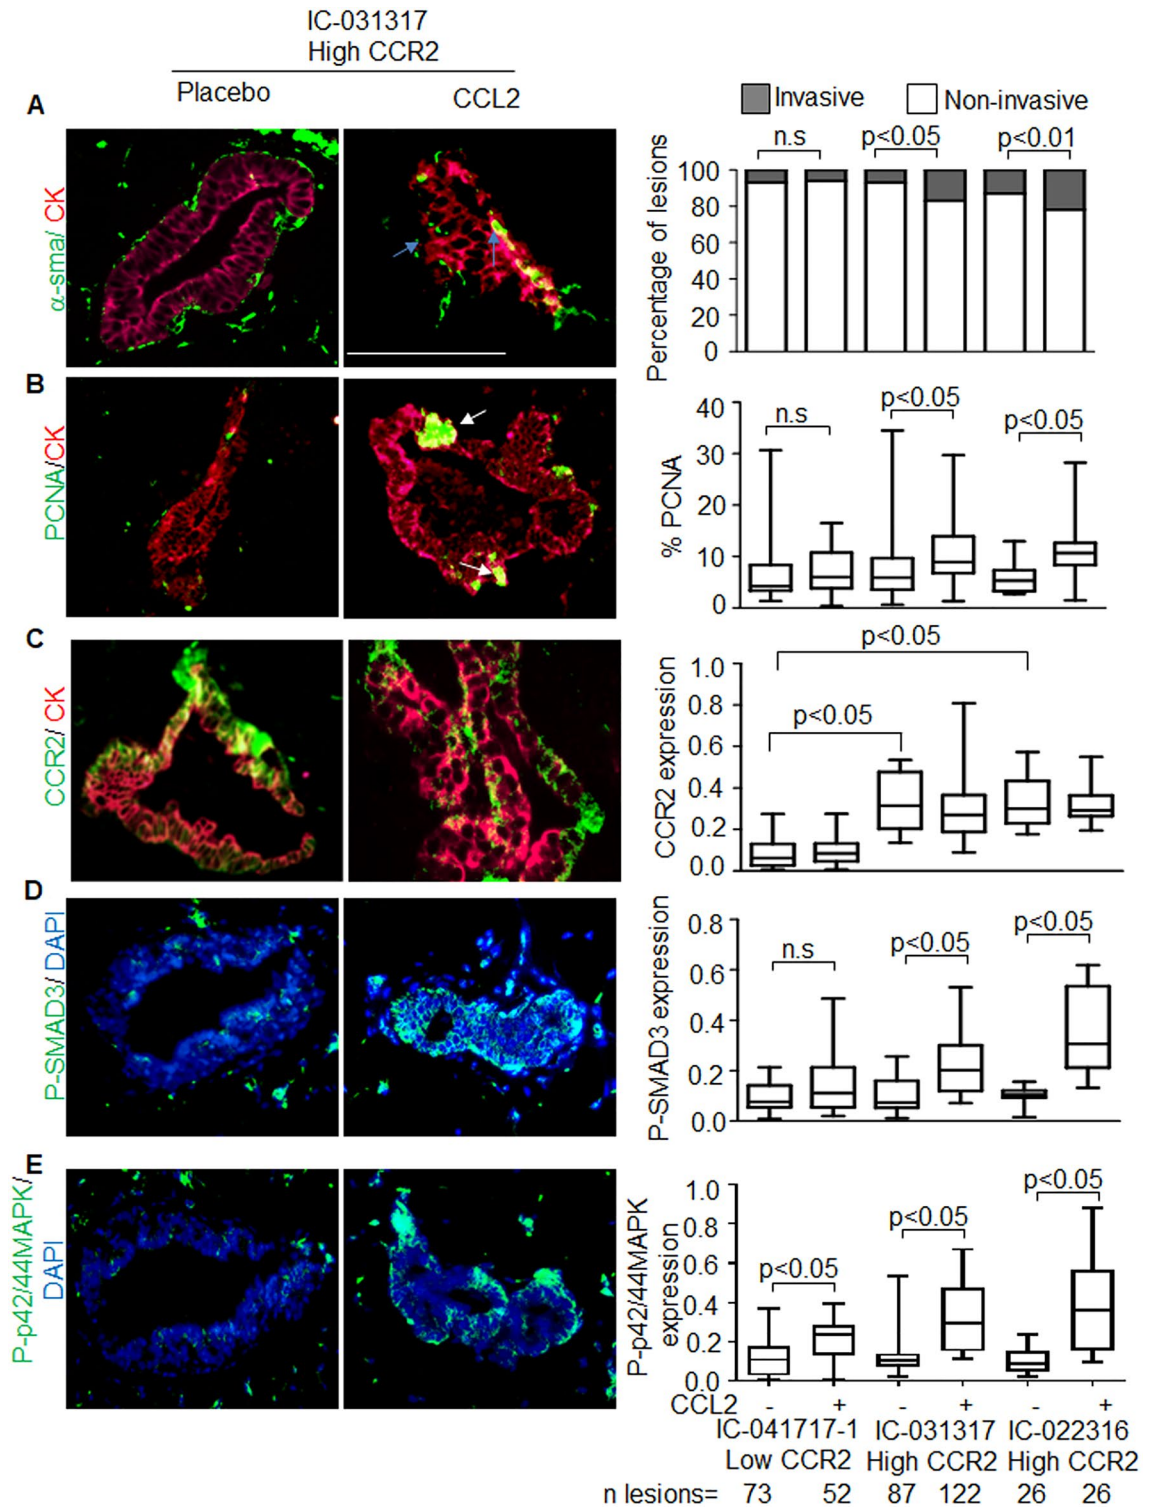 IC-031317
High CCR2
Placebo
CCL2
A
α-sma/ CK
Invasive
Non-invasive
n.s
p<0.05
p<0.01
Percentage of lesions
100
80
60
40
20
0
B
PCNA/CK
n.s
p<0.05
p<0.05
% PCNA
40
30
20
10
0
C
CCR2/ CK
p<0.05
p<0.05
CCR2 expression
1.0
0.8
0.6
0.4
0.2
0.0
D
P-SMAD3/ DAPI
n.s
p<0.05
p<0.05
P-SMAD3 expression
0.8
0.6
0.4
0.2
0.0
E
P-p42/44MAPK/
DAPI
p<0.05
p<0.05
p<0.05
P-p42/44MAPK
expression
1.0
0.8
0.6
0.4
0.2
0.0
CCL2 - + - + - +
IC-041717-1 IC-031317 IC-022316
Low CCR2 High CCR2 High CCR2
n lesions= 73 52 87 122 26 26